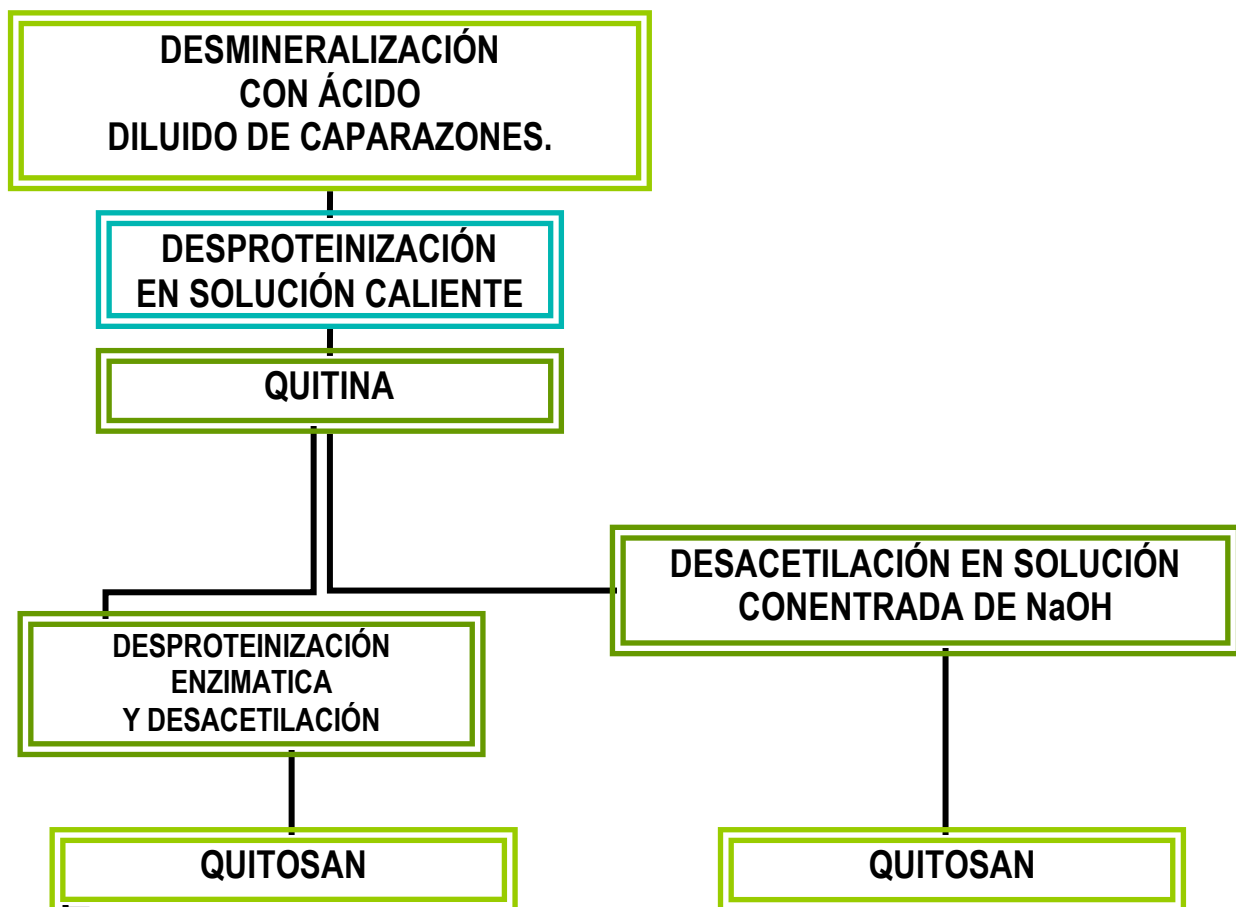 DESMINERALIZACIÓN
CON ÁCIDO
DILUIDO DE CAPARAZONES.
DESPROTEINIZACIÓN
EN SOLUCIÓN CALIENTE
QUITINA
DESACETILACIÓN EN SOLUCIÓN
CONENTRADA DE NaOH
DESPROTEINIZACIÓN
ENZIMATICA
Y DESACETILACIÓN
QUITOSAN
QUITOSAN